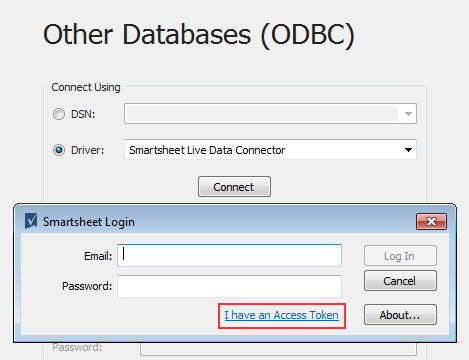 Other Databases (ODBC)
Connect Using
DSN:
Driver: Smartsheet Live Data Connector
Connect
Smartsheet Login
Email: Log In
Password: Cancel
I have an Access Token About...
Password: